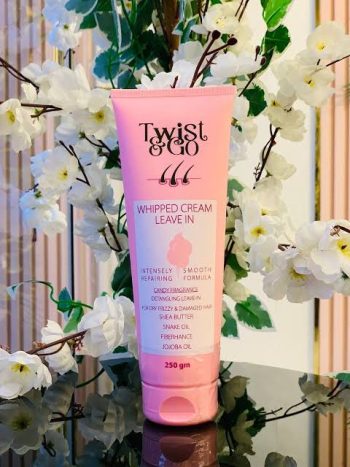 Twist
& GO
WHIPPED CREAM
LEAVE IN
INTENSELY SMOOTH
REPAIRING FORMULA
CANDY FRAGRANCE
DETANGLING LEAVE-IN
FOR DRY FRIZZY & DAMAGED HAIR
SHEA BUTTER
SNAKE OIL
FIBERHANCE
JOJOBA OIL
250 gm